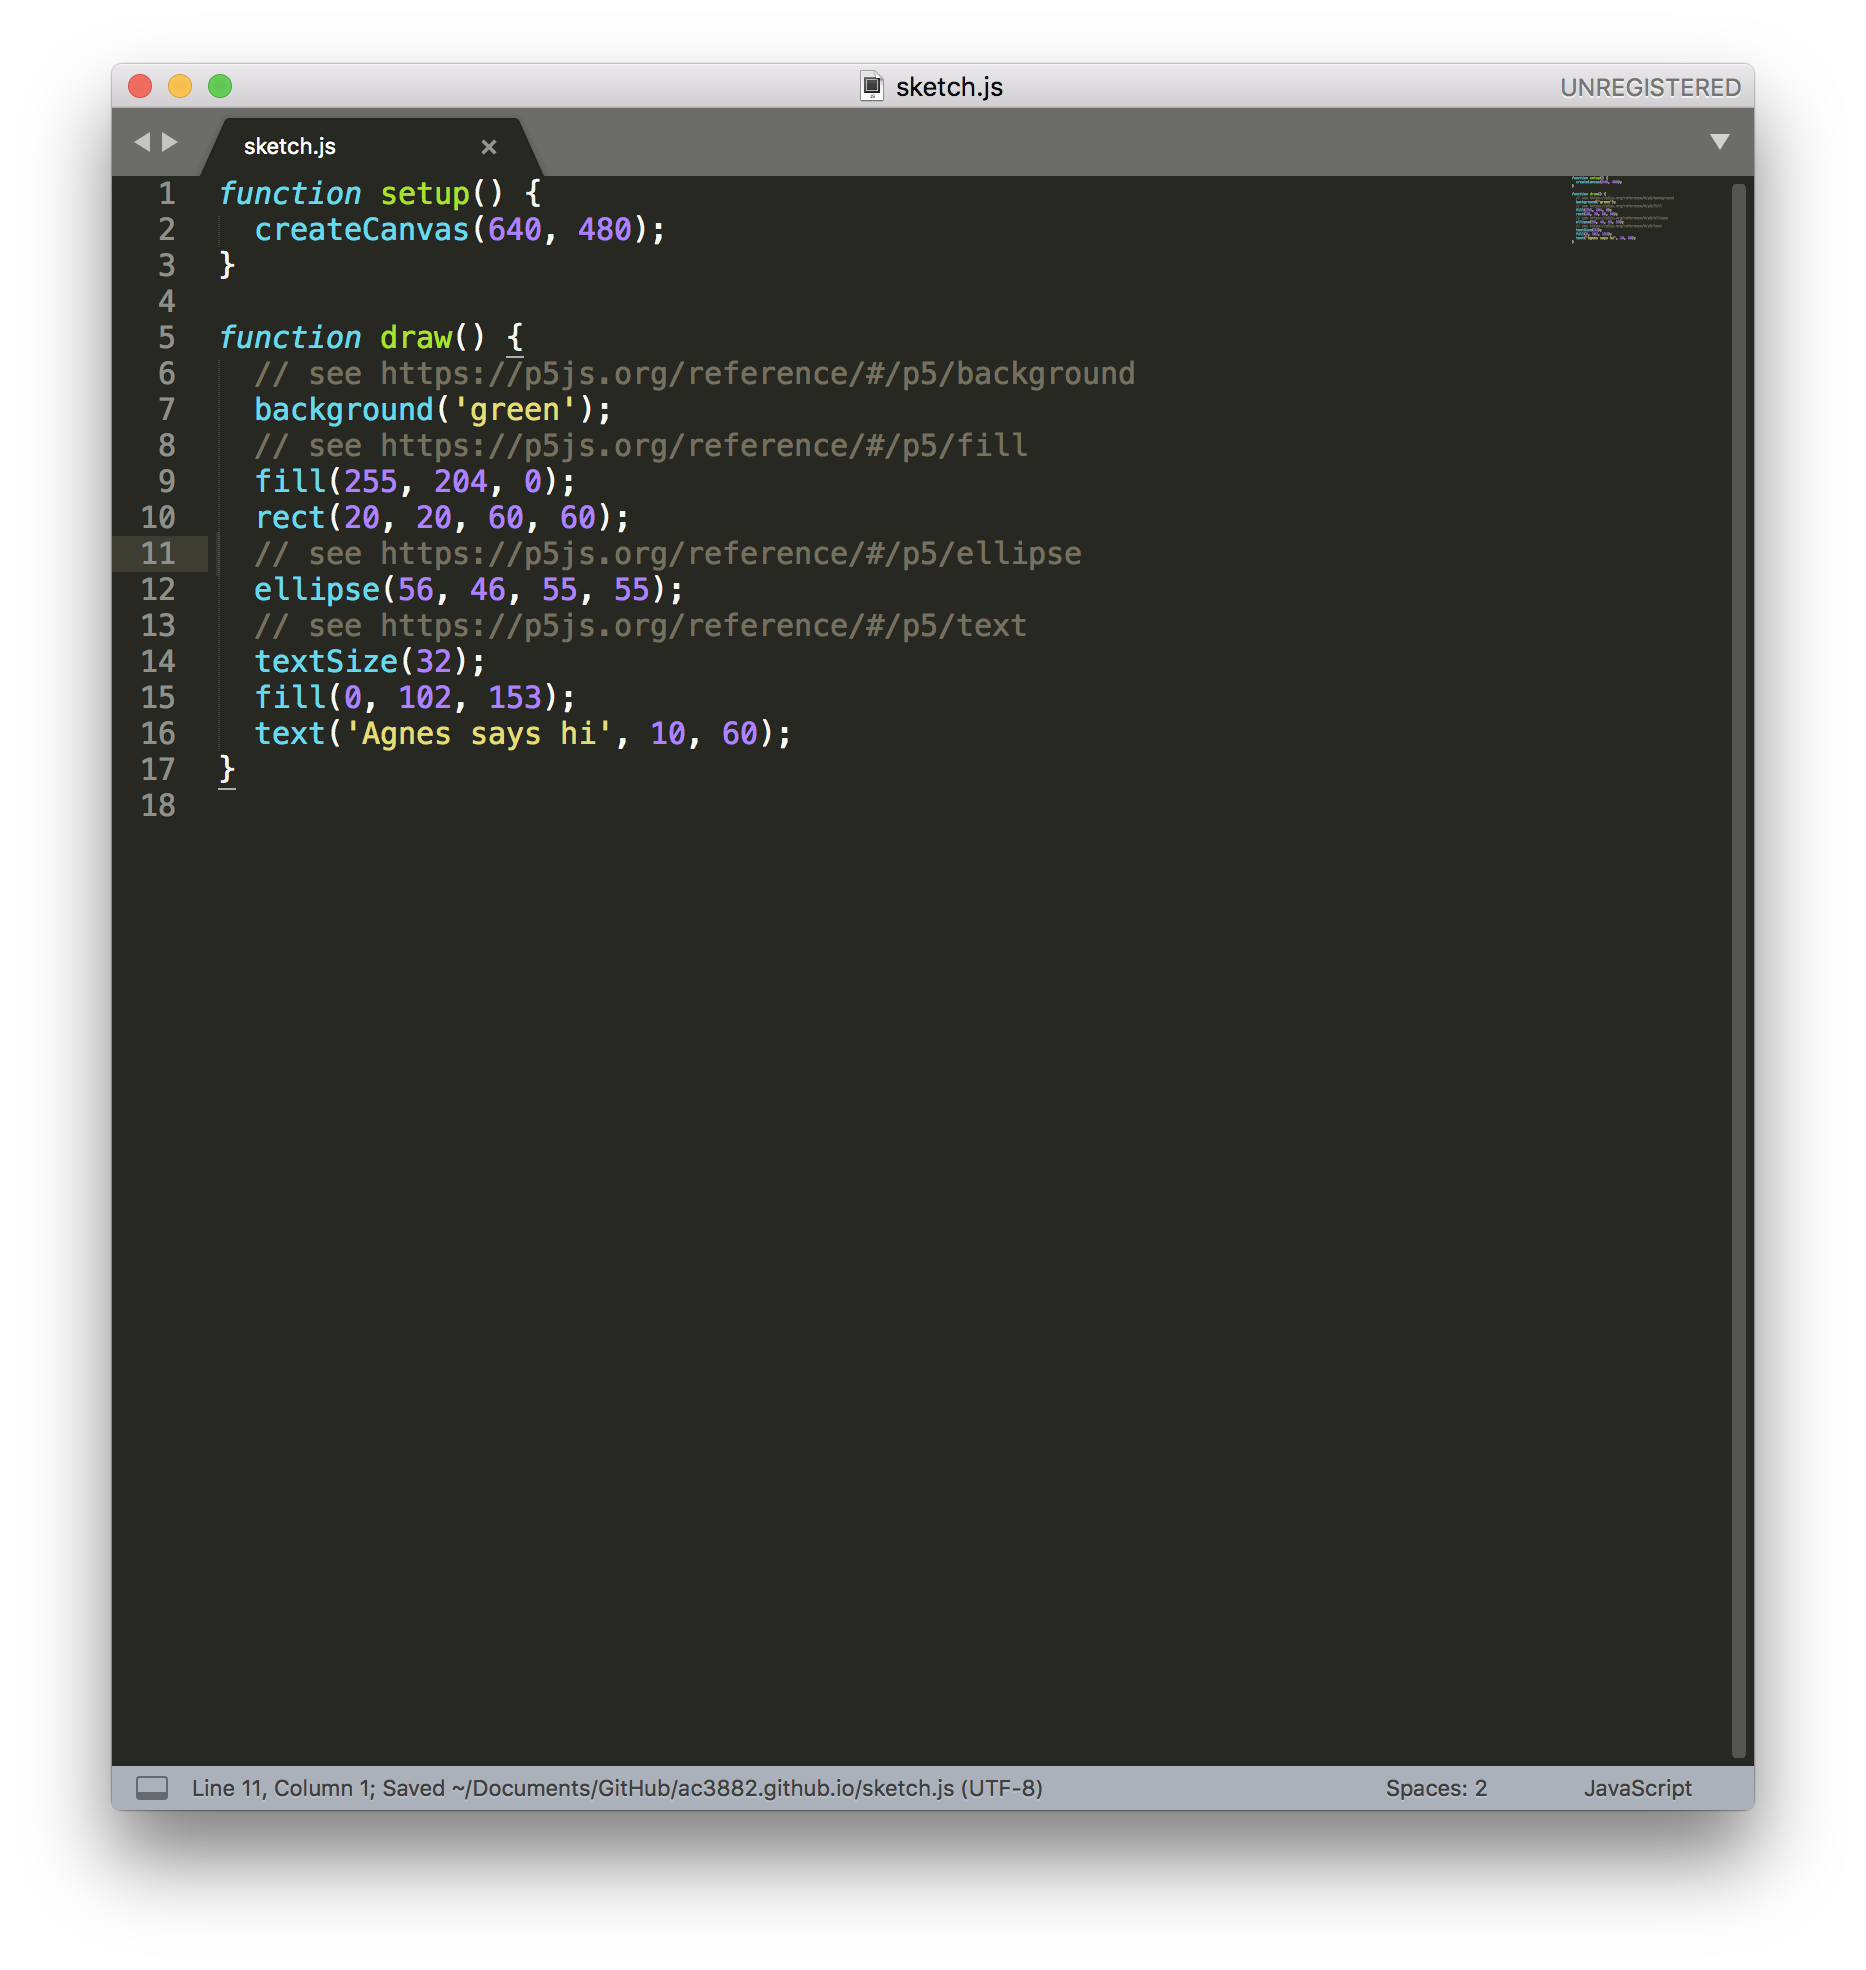 sketch.js
UNREGISTERED
sketch.js
1 function setup() {
2   createCanvas(640, 480);
3 }
4
5 function draw() {
6   // see https://p5js.org/reference/#/p5/background
7   background('green');
8   // see https://p5js.org/reference/#/p5/fill
9   fill(255, 204, 0);
10   rect(20, 20, 60, 60);
11   // see https://p5js.org/reference/#/p5/ellipse
12   ellipse(56, 46, 55, 55);
13   // see https://p5js.org/reference/#/p5/text
14   textSize(32);
15   fill(0, 102, 153);
16   text('Agnes says hi', 10, 60);
17 }
18
Line 11, Column 1; Saved ~/Documents/GitHub/ac3882.github.io/sketch.js (UTF-8)
Spaces: 2
JavaScript